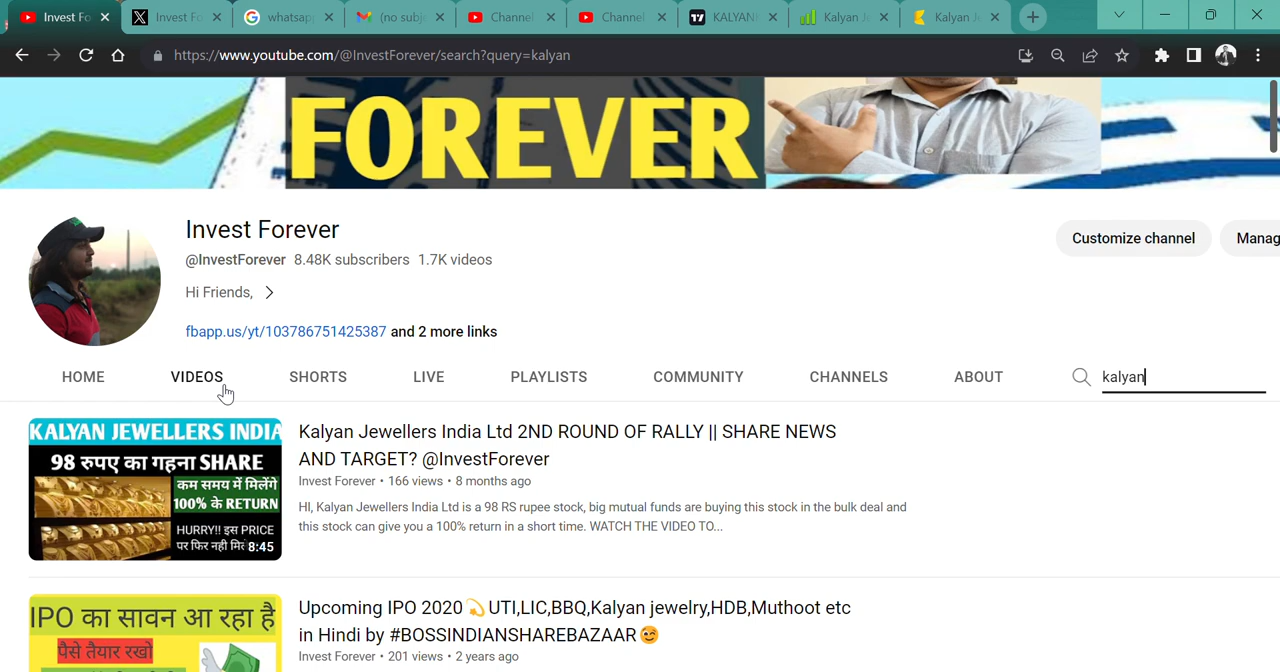 Invest Fo
Invest Fo
whatsap
(no subje
Channel
Channel
KALYAN
Kalyan J
Kalyan J
https://www.youtube.com/@InvestForever/search?query=kalyan
FOREVER
Invest Forever
@InvestForever 8.48K subscribers 1.7K videos
Customize channel
Manag
Hi Friends,
fbapp.us/yt/103786751425387 and 2 more links
HOME VIDEOS SHORTS LIVE PLAYLISTS COMMUNITY CHANNELS ABOUT kalyan
KALYAN JEWELLERS INDIA
98 रुपए का गहना SHARE
कम समय में मिलेंगे
100% के RETURN
HURRY!! इस PRICE
पर फिर नही
8:45
Kalyan Jewellers India Ltd 2ND ROUND OF RALLY || SHARE NEWS
AND TARGET? @InvestForever
Invest Forever • 166 views • 8 months ago
HI, Kalyan Jewellers India Ltd is a 98 RS rupee stock, big mutual funds are buying this stock in the bulk deal and
this stock can give you a 100% return in a short time. WATCH THE VIDEO TO...
IPO का सावन आ रहा है
पैसे तैयार रखो
Upcoming IPO 2020💫UTI,LIC,BBQ,Kalyan jewelry,HDB,Muthoot etc
in Hindi by #BOSSINDIANSHAREBAZAAR😊
Invest Forever • 201 views • 2 years ago